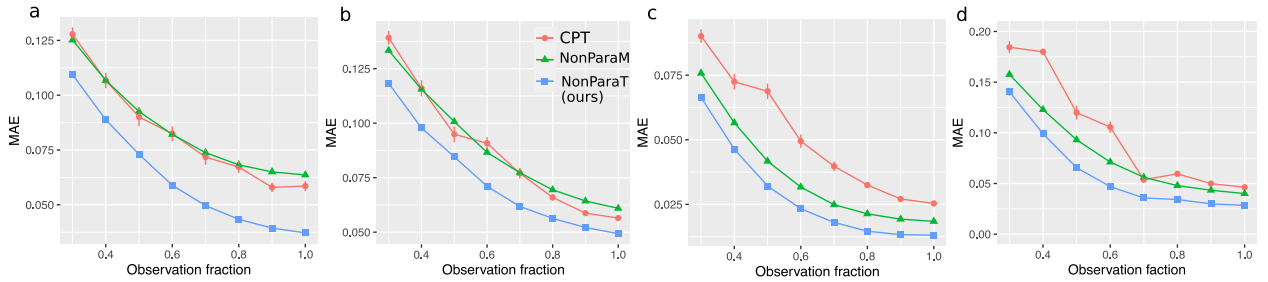 a
0.125
0.100
0.075
0.050
MAE
0.4
0.6
0.8
1.0
Observation fraction
b
CPT
NonParaM
NonParaT
(ours)
0.125
0.100
0.075
0.050
MAE
0.4
0.6
0.8
1.0
Observation fraction
c
0.075
0.050
0.025
MAE
0.4
0.6
0.8
1.0
Observation fraction
d
0.20
0.15
0.10
0.05
0.00
MAE
0.4
0.6
0.8
1.0
Observation faction